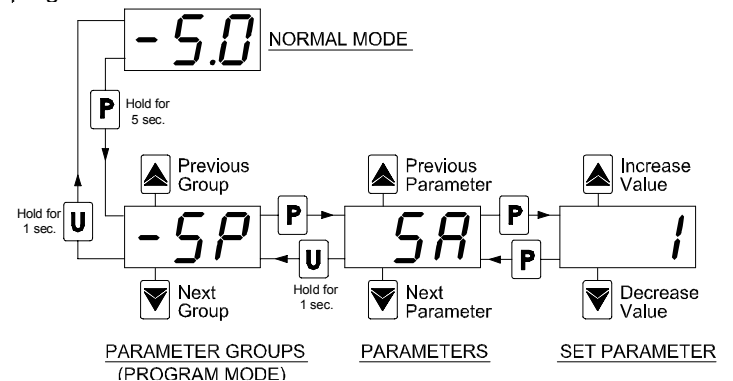 - 5.0
NORMAL MODE
P
Hold for
5 sec.
Previous
Group
Previous
Parameter
Increase
Value
Hold for
1 sec.
U
- SP
P
U
Hold for
1 sec.
SA
P
P
1
Next
Group
Next
Parameter
Decrease
Value
PARAMETER GROUPS
(PROGRAM MODE)
PARAMETERS
SET PARAMETER